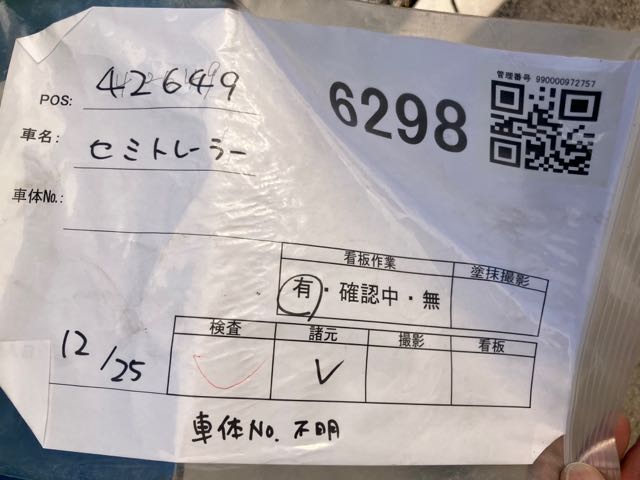 管理番号 990000972757
6298
POS: 42649
車名: セミトレーラー
車体No.:
看板作業 塗抹撮影
有・確認中・無
検査 諸元 撮影 看板
12/25 ✓
車体No. 不明